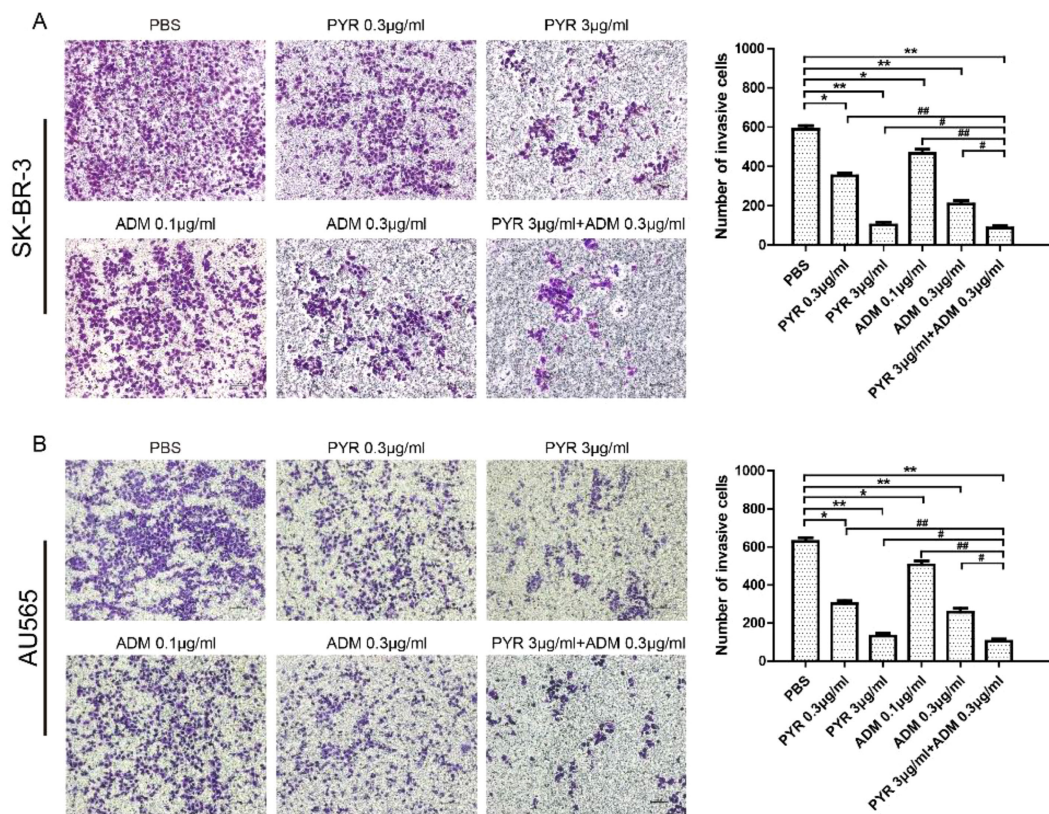 A
PBS
PYR 0.3µg/ml
PYR 3µg/ml
SK-BR-3
ADM 0.1µg/ml
ADM 0.3µg/ml
PYR 3µg/ml+ADM 0.3µg/ml
Number of invasive cells
1000
800
600
400
200
0
**
**
*
**
*
##
#
##
#
PBS
PYR 0.3µg/ml
PYR 3µg/ml
ADM 0.1µg/ml
ADM 0.3µg/ml
PYR 3µg/ml+ADM 0.3µg/ml
B
PBS
PYR 0.3µg/ml
PYR 3µg/ml
AU565
ADM 0.1µg/ml
ADM 0.3µg/ml
PYR 3µg/ml+ADM 0.3µg/ml
Number of invasive cells
1000
800
600
400
200
0
**
**
*
**
*
##
#
##
#
PBS
PYR 0.3µg/ml
PYR 3µg/ml
ADM 0.1µg/ml
ADM 0.3µg/ml
PYR 3µg/ml+ADM 0.3µg/ml